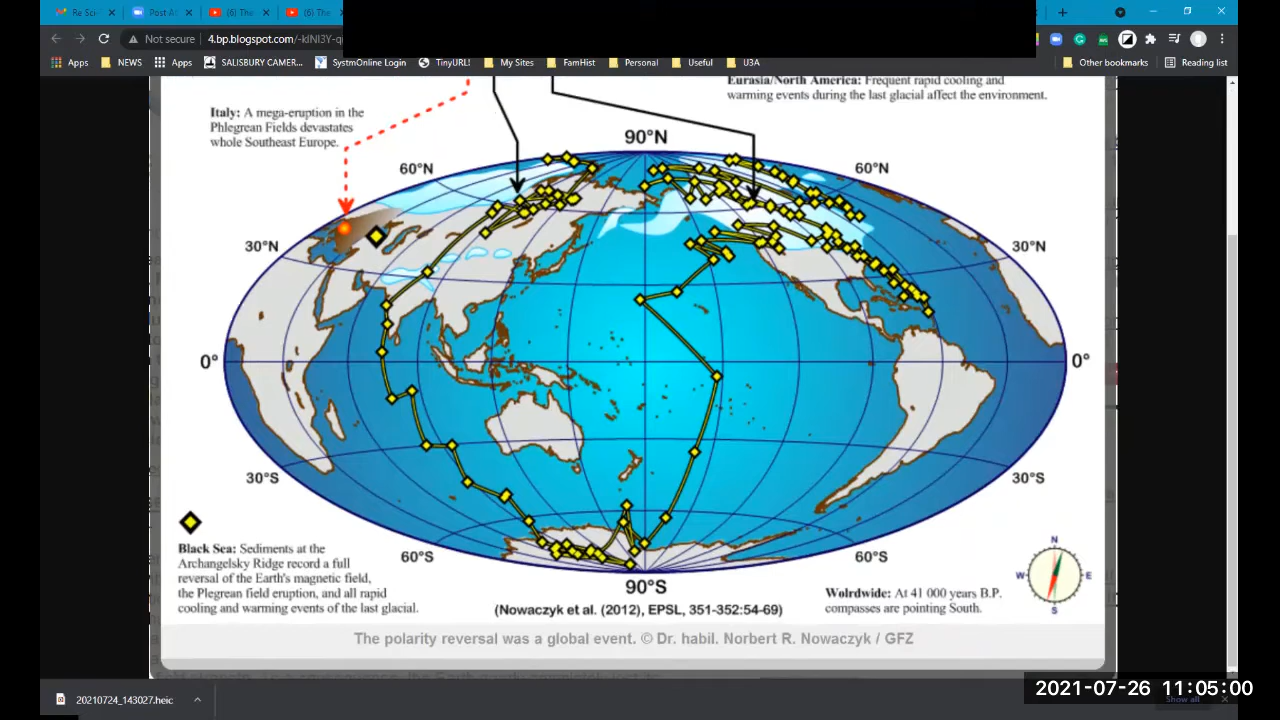 Re Sci-
Post A
(6) The
(6) The
Not secure
4.bp.blogspot.com/-kINI3Y-q
Apps
NEWS
Apps
SALISBURY CAMER...
SystmOnline Login
TinyURL!
My Sites
FamHist
Personal
Useful
U3A
Other bookmarks
Reading list
Eurasia/North America: Frequent rapid cooling and
warming events during the last glacial affect the environment.
Italy: A mega-eruption in the
Phlegrean Fields devastates
whole Southeast Europe.
90°N
60°N
60°N
30°N
30°N
0°
0°
30°S
30°S
60°S
60°S
90°S
Black Sea: Sediments at the
Archangelsky Ridge record a full
reversal of the Earth's magnetic field,
the Plegrean field eruption, and all rapid
cooling and warming events of the last glacial.
(Nowaczyk et al. (2012), EPSL, 351-352:54-69)
Wolrdwide: At 41 000 years B.P.
compasses are pointing South.
N
W
E
S
The polarity reversal was a global event. © Dr. habil. Norbert R. Nowaczyk / GFZ
20210724_143027.heic
Show all
2021-07-26 11:05:00